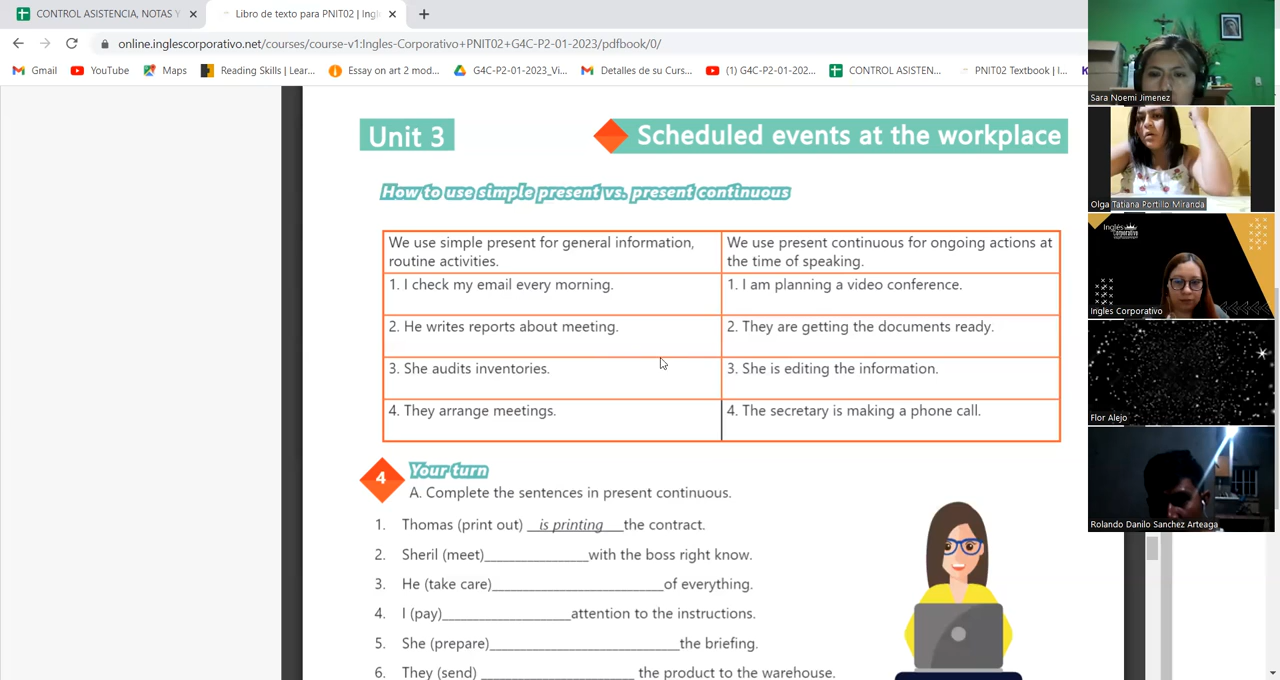 CONTROL ASISTENCIA, NOTAS Y
Libro de texto para PNIT02 | Ingl
online.inglescorporativo.net/courses/course-v1:Ingles-Corporativo+PNIT02+G4C-P2-01-2023/pdfbook/0/
Gmail
YouTube
Maps
Reading Skills | Lear...
Essay on art 2 mod...
G4C-P2-01-2023_Vi...
Detalles de su Curs...
(1) G4C-P2-01-202...
CONTROL ASISTEN...
PNIT02 Textbook | I...
Unit 3
Scheduled events at the workplace
How to use simple present vs. present continuous
We use simple present for general information,
routine activities.
We use present continuous for ongoing actions at
the time of speaking.
1. I check my email every morning.
1. I am planning a video conference.
2. He writes reports about meeting.
2. They are getting the documents ready.
3. She audits inventories.
3. She is editing the information.
4. They arrange meetings.
4. The secretary is making a phone call.
4
Your turn
A. Complete the sentences in present continuous.
1. Thomas (print out) __is printing___the contract.
2. Sheril (meet)________________with the boss right know.
3. He (take care)__________________________of everything.
4. I (pay)____________________attention to the instructions.
5. She (prepare)_____________________________the briefing.
6. They (send) _______________________ the product to the warehouse.
Sara Noemi Jimenez
Olga Tatiana Portillo Miranda
Inglés
Corporativo
Ingles Corporativo
Flor Alejo
Rolando Danilo Sanchez Arteaga